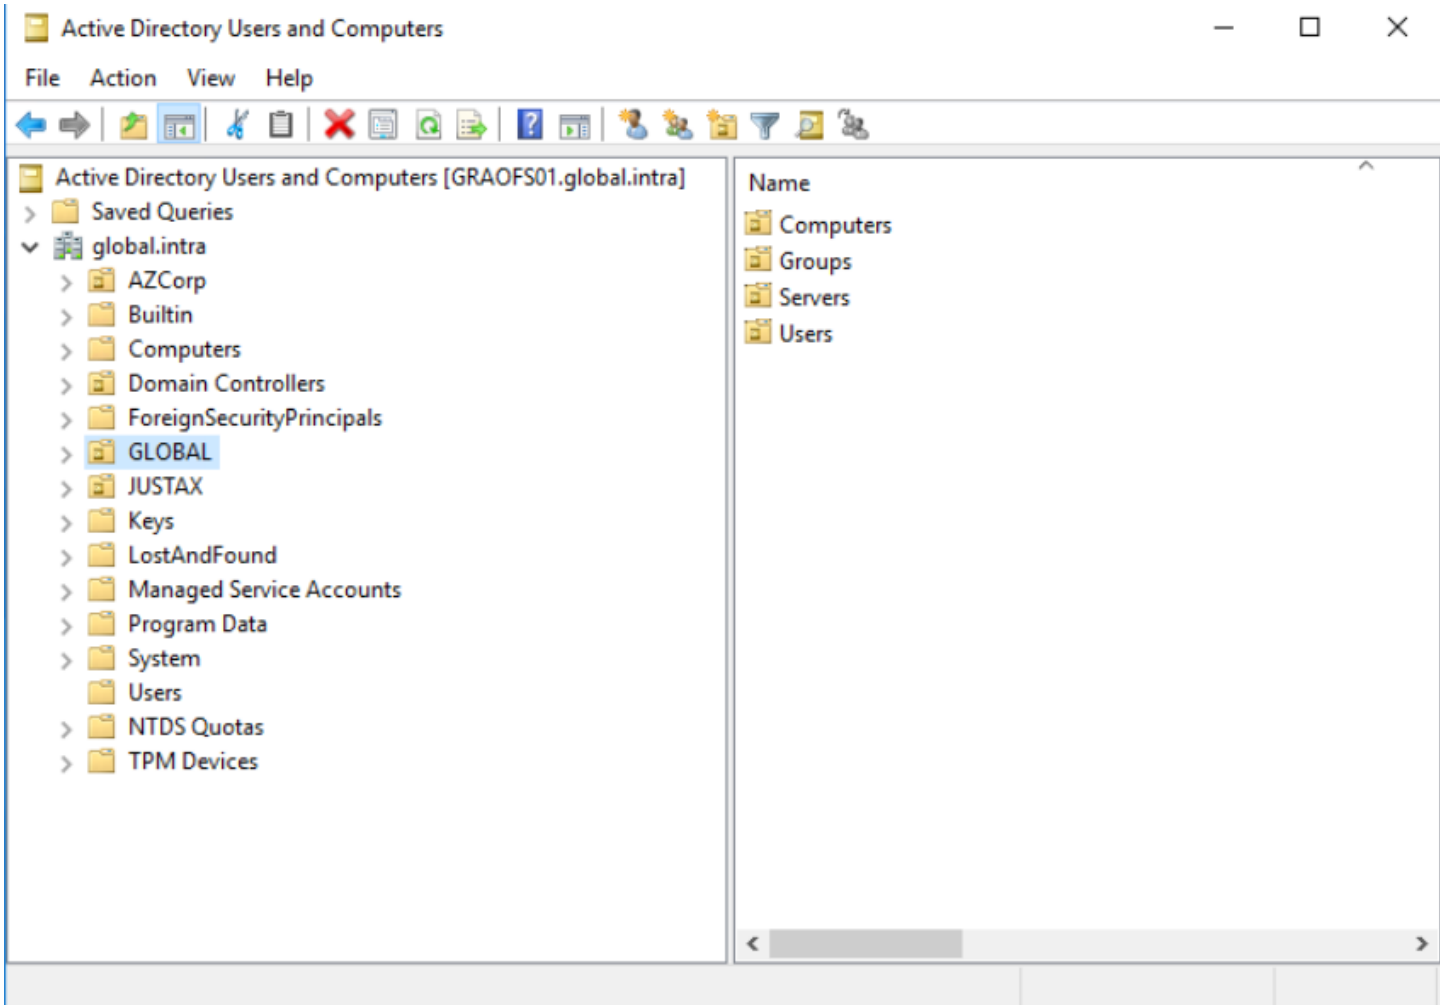 Active Directory Users and Computers
File Action View Help
Active Directory Users and Computers [GRAOFS01.global.intra]
Saved Queries
global.intra
AZCorp
Builtin
Computers
Domain Controllers
ForeignSecurityPrincipals
GLOBAL
JUSTAX
Keys
LostAndFound
Managed Service Accounts
Program Data
System
Users
NTDS Quotas
TPM Devices
Name
Computers
Groups
Servers
Users